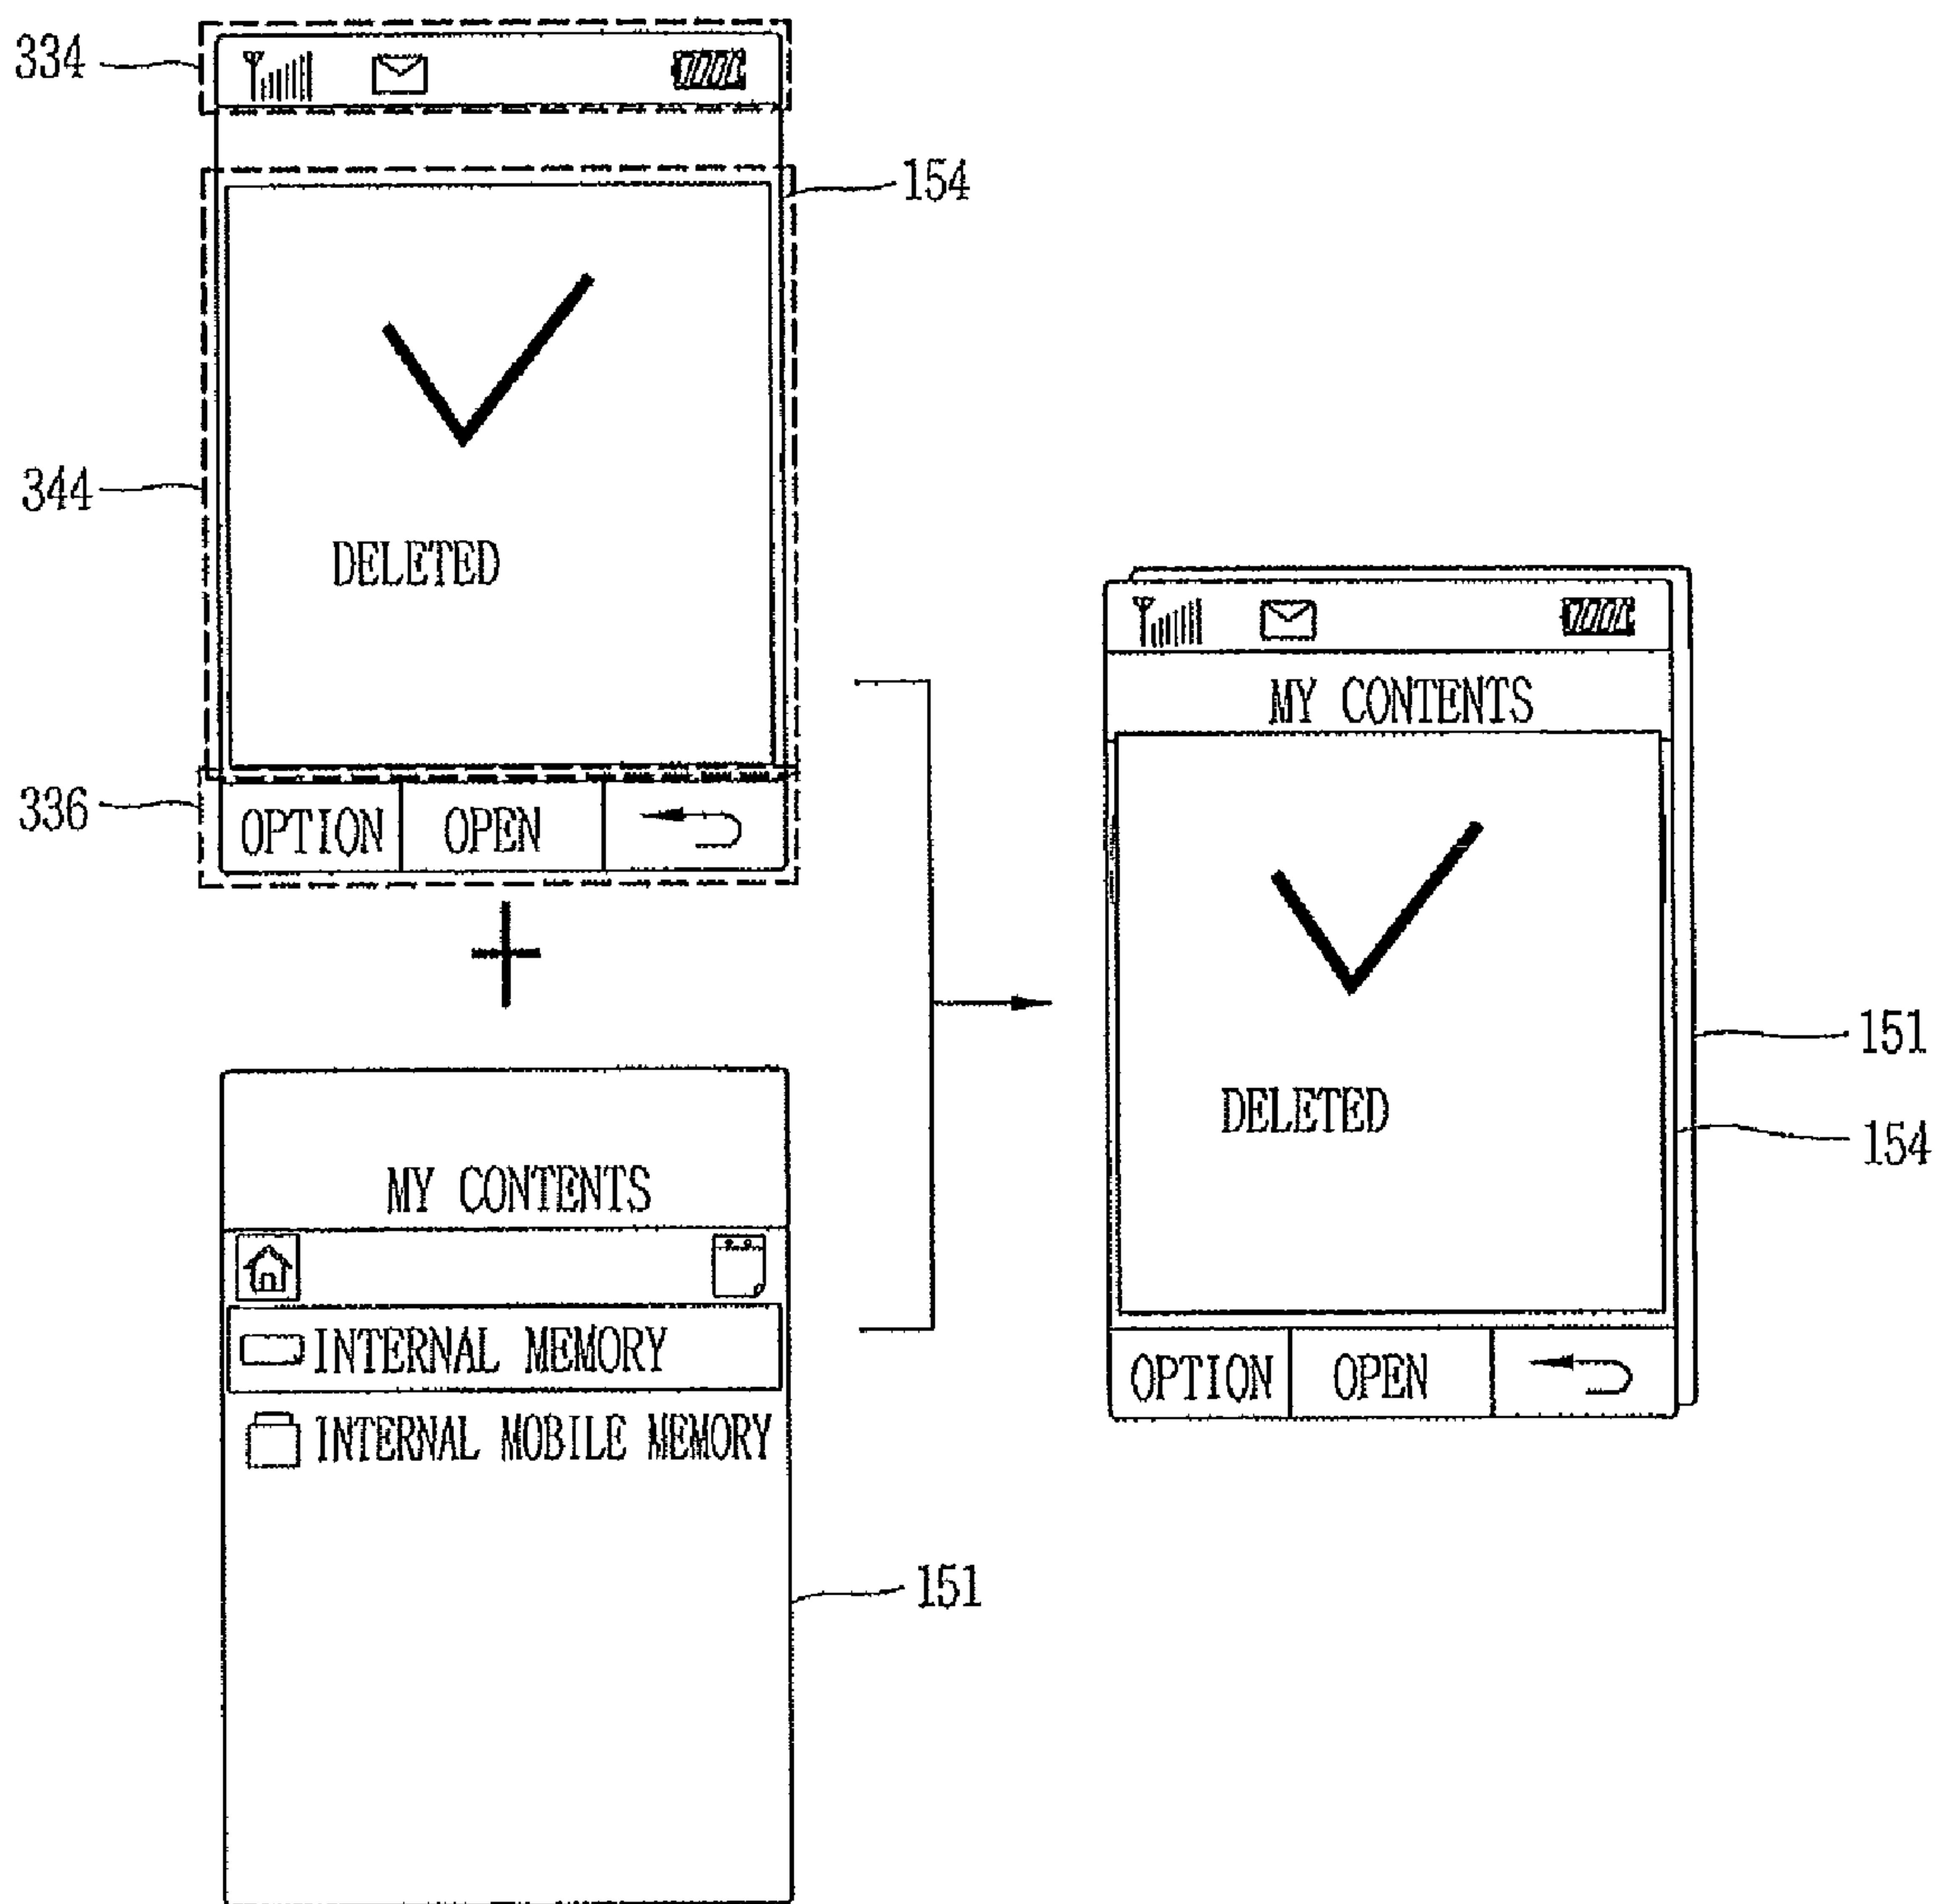 334
154
344
DELETED
336
OPTION OPEN
MY CONTENTS
INTERNAL MEMORY
INTERNAL MOBILE MEMORY
151
MY CONTENTS
151
DELETED
154
OPTION OPEN